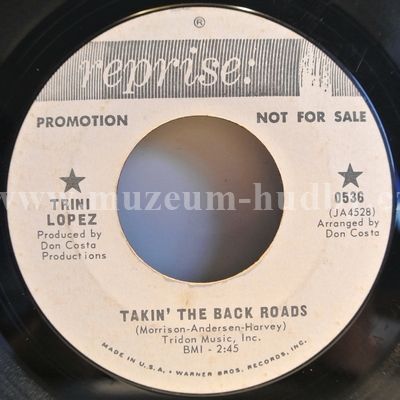 ®
reprise:
PROMOTION NOT FOR SALE
www.muzeum-hudby.cz
★ ★
TRINI
LOPEZ
Produced by
Don Costa
Productions
0536
(JA4528)
Arranged by
Don Costa
TAKIN' THE BACK ROADS
(Morrison-Andersen-Harvey)
Tridon Music, Inc.
BMI - 2:45
MADE IN U.S.A. • WARNER BROS. RECORDS, INC.